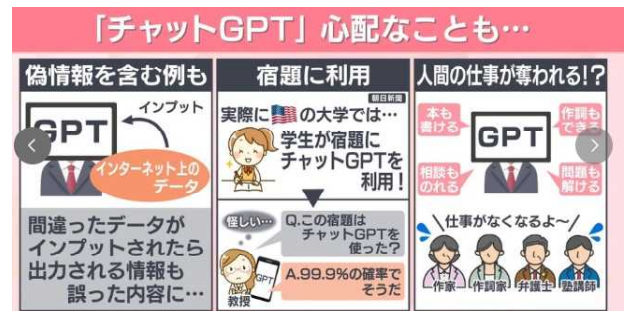 「チャットGPT」心配なことも…
偽情報を含む例も
GPT
インプット
インターネット上の
データ
間違ったデータが
インプットされたら
出力される情報も
誤った内容に…
宿題に利用
朝日新聞
実際に
の大学では…
学生が宿題に
チャットGPTを
利用！
怪しい…
Q.この宿題は
チャットGPTを
使った？
GPT
A.99.9%の確率で
そうだ
教授
人間の仕事が奪われる!？
本も
書ける
作詞も
できる
GPT
相談も
のれる
問題も
解ける
仕事がなくなるよ〜
作家
作詞家
弁護士
塾講師